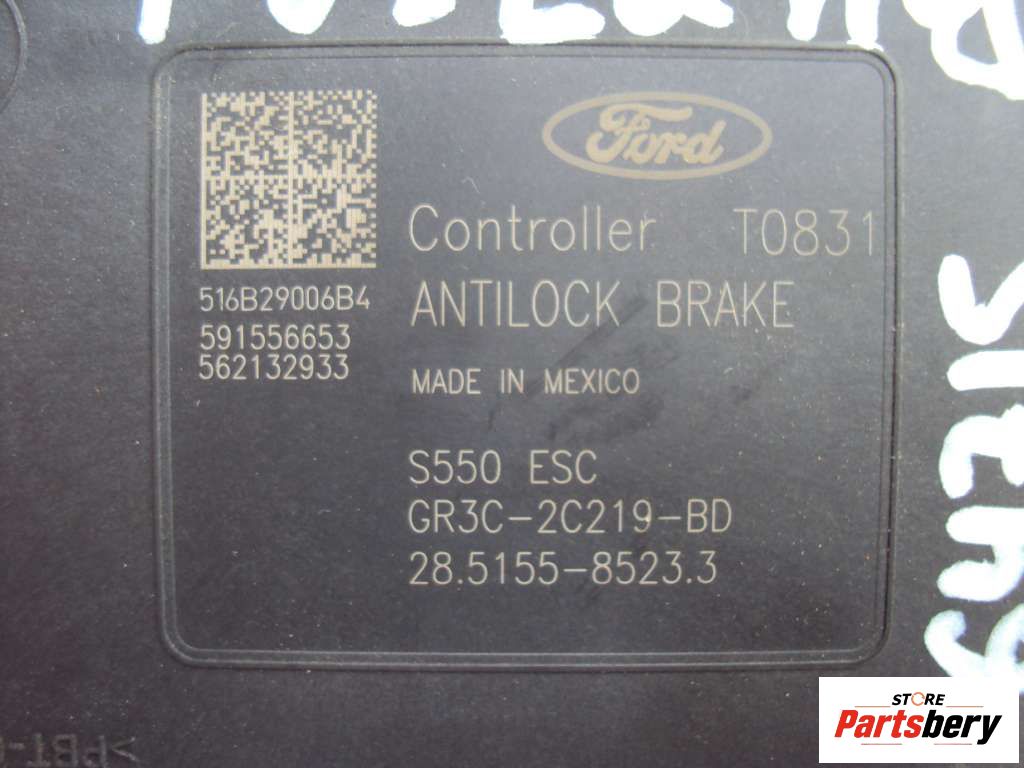 Ford
Controller T0831
ANTILOCK BRAKE
MADE IN MEXICO
516B29006B4
591556653
562132933
S550 ESC
GR3C-2C219-BD
28.5155-8523.3
STORE
Partsbery